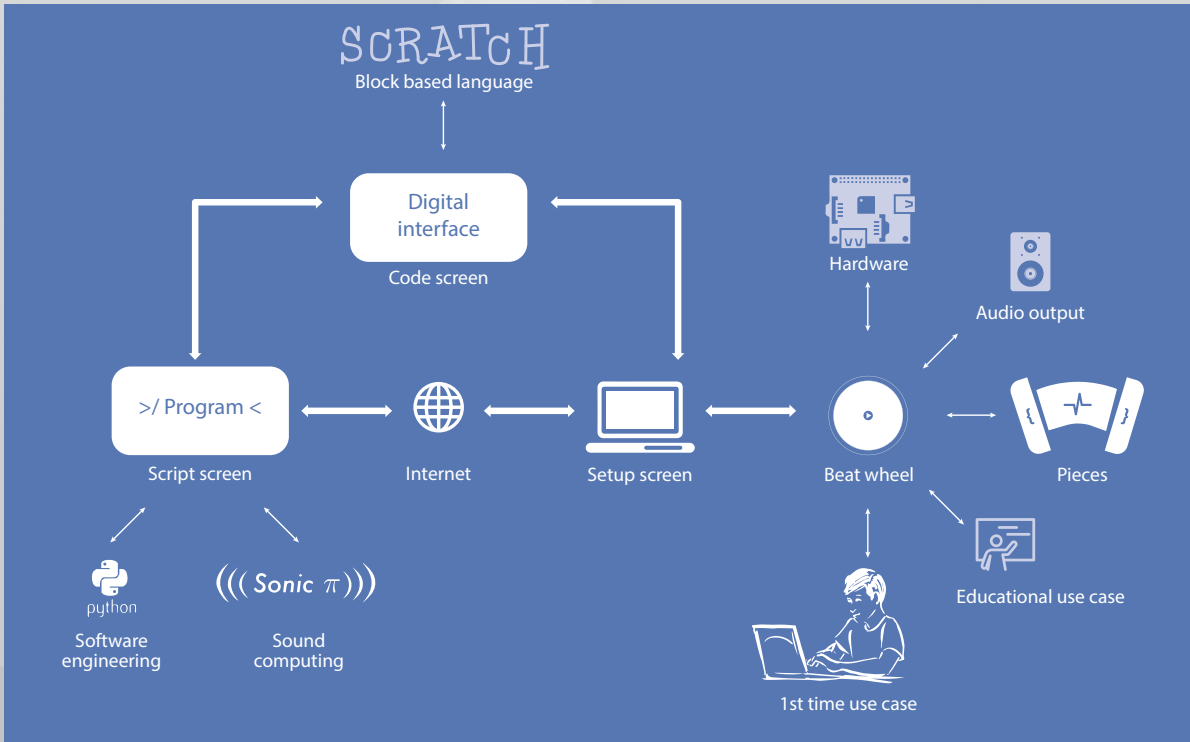 SCRATCH
Block based language
Digital
interface
Code screen
Hardware
Audio output
>/ Program <
Script screen
Internet
Setup screen
Beat wheel
{
}
Pieces
python
Software
engineering
(((Sonic π)))
Sound
computing
Educational use case
1st time use case